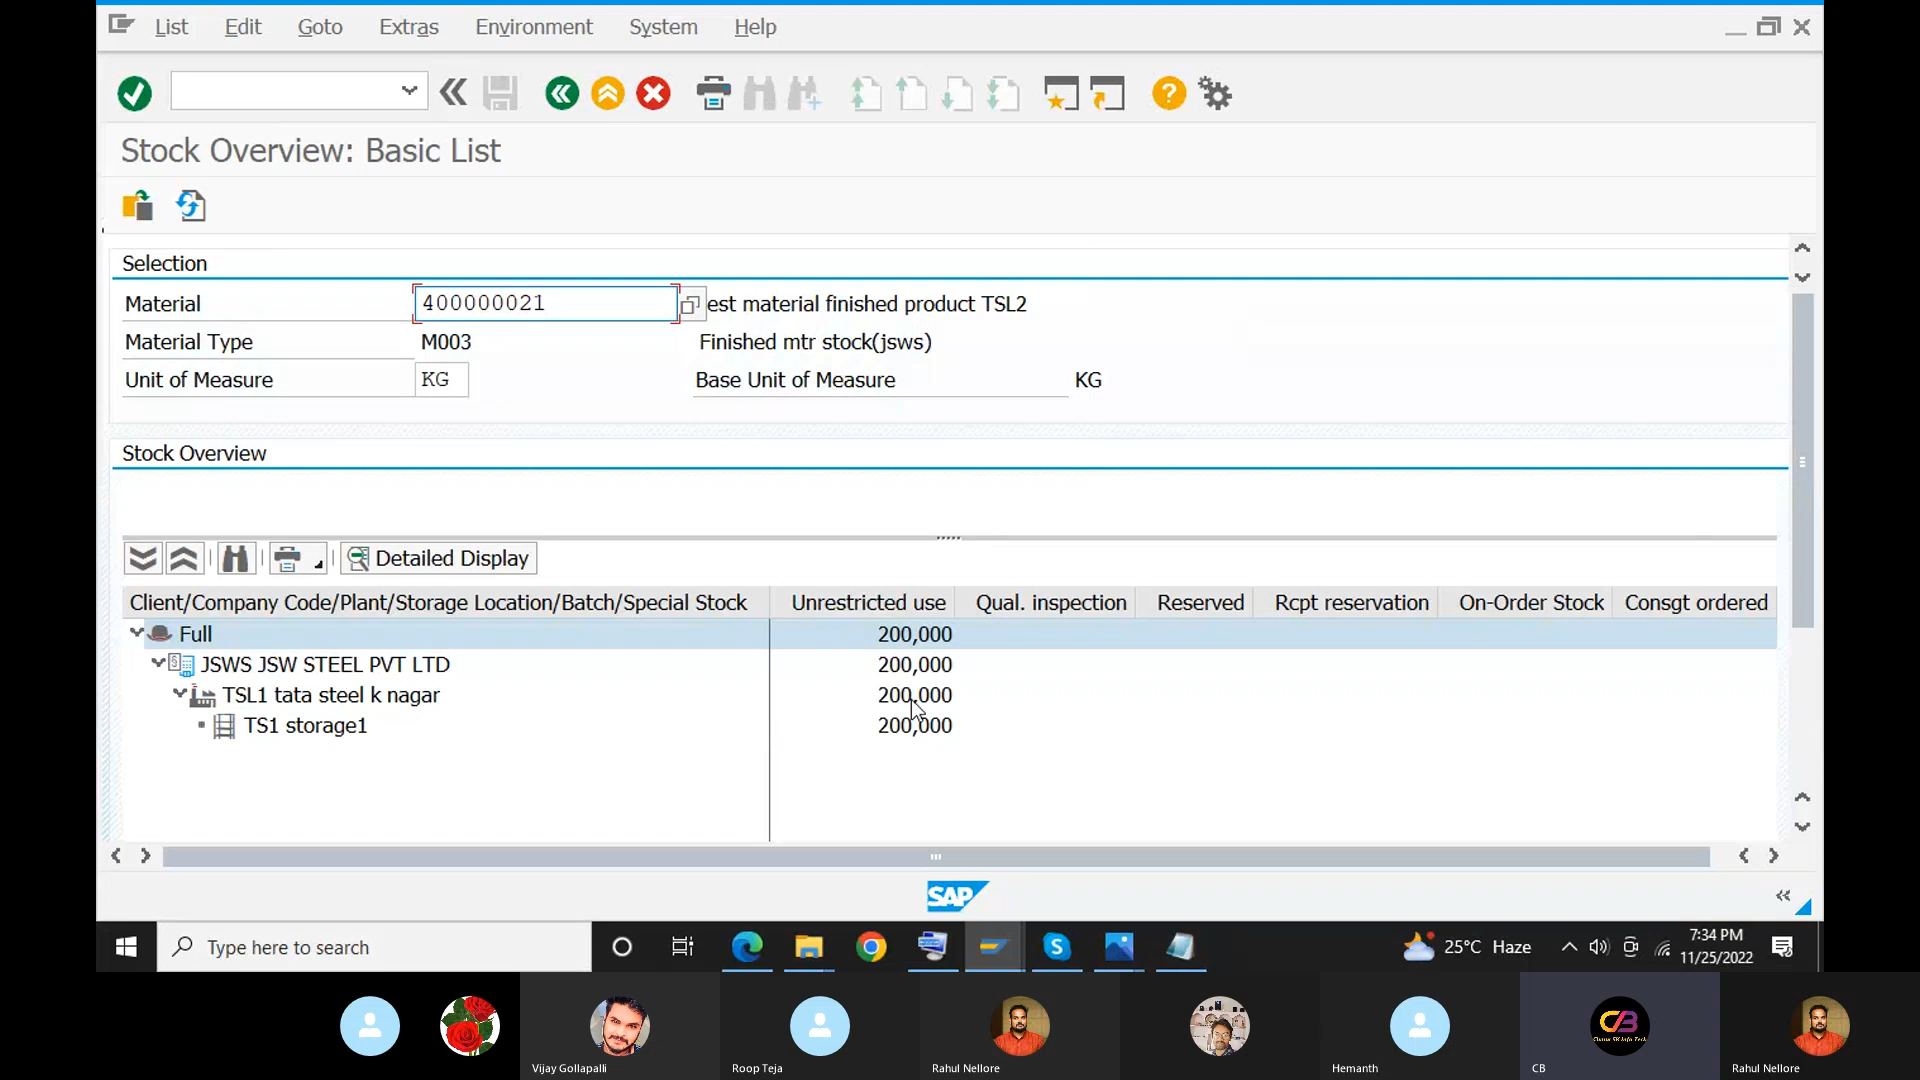 List Edit Goto Extras Environment System Help
Stock Overview: Basic List
Selection
Material 400000021 est material finished product TSL2
Material Type M003 Finished mtr stock(jsws)
Unit of Measure KG Base Unit of Measure KG
Stock Overview
Detailed Display
Client/Company Code/Plant/Storage Location/Batch/Special Stock Unrestricted use Qual. inspection Reserved Rcpt reservation On-Order Stock Consgt ordered
Full 200,000
JSWS JSW STEEL PVT LTD 200,000
TSL1 tata steel k nagar 200,000
TS1 storage1 200,000
SAP
Type here to search
25°C Haze
7:34 PM
11/25/2022
Vijay Gollapalli Roop Teja Rahul Nellore Hemanth CB Rahul Nellore